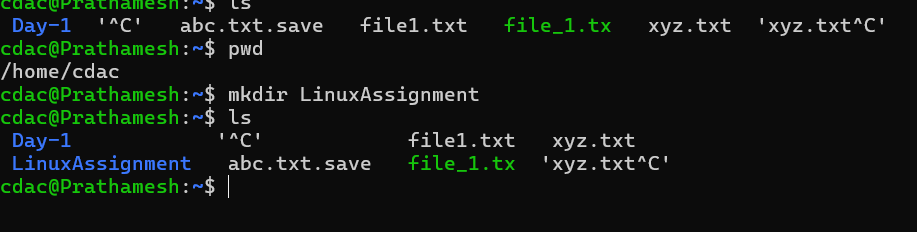 cdac@Prathamesh:~$ ls
Day-1  '^C'  abc.txt.save  file1.txt  file_1.tx  xyz.txt  'xyz.txt^C'
cdac@Prathamesh:~$ pwd
/home/cdac
cdac@Prathamesh:~$ mkdir LinuxAssignment
cdac@Prathamesh:~$ ls
Day-1  '^C'  file1.txt  xyz.txt
LinuxAssignment  abc.txt.save  file_1.tx  'xyz.txt^C'
cdac@Prathamesh:~$